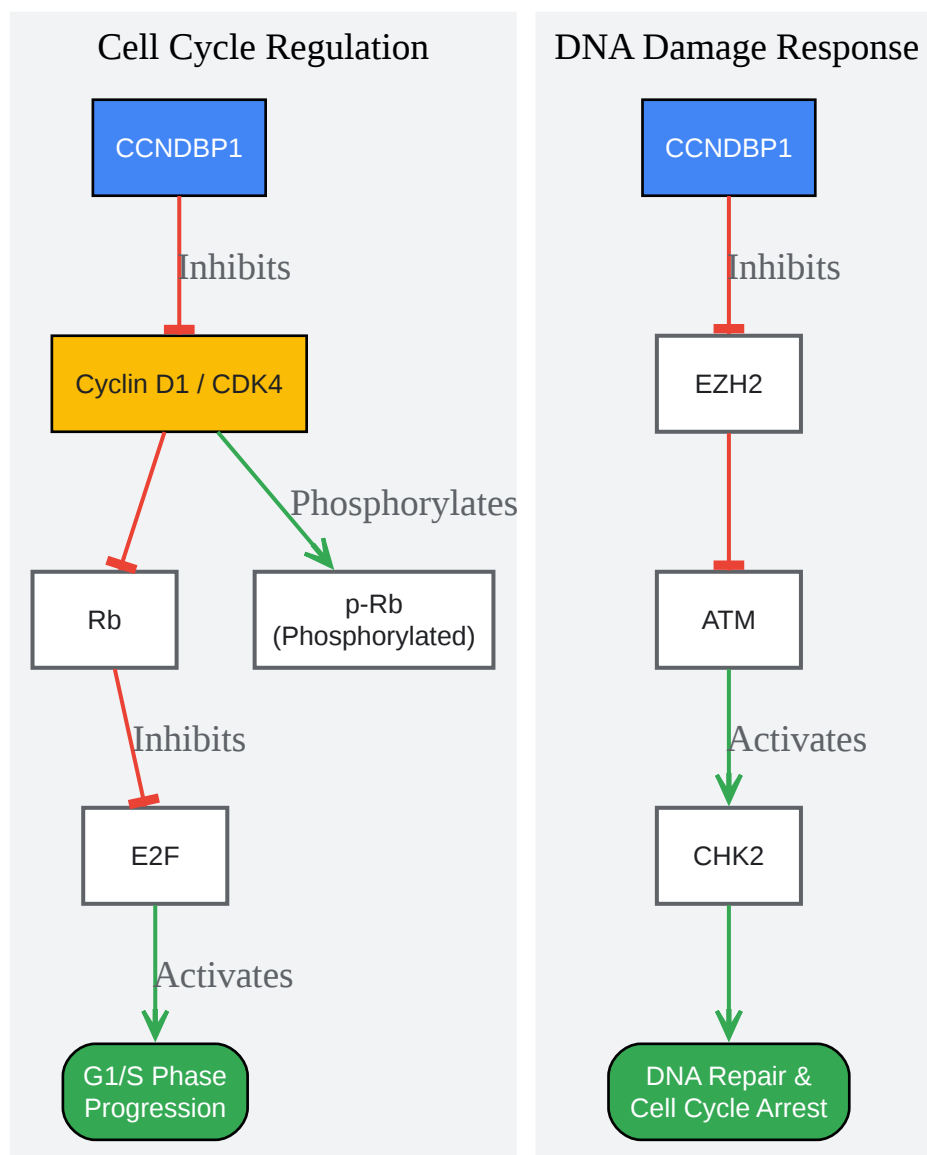 Cell Cycle Regulation
CCNDBP1
Inhibits
Cyclin D1 / CDK4
Phosphorylates
Rb
p-Rb
(Phosphorylated)
Inhibits
E2F
Activates
G1/S Phase
Progression
DNA Damage Response
CCNDBP1
Inhibits
EZH2
ATM
Activates
CHK2
DNA Repair &
Cell Cycle Arrest